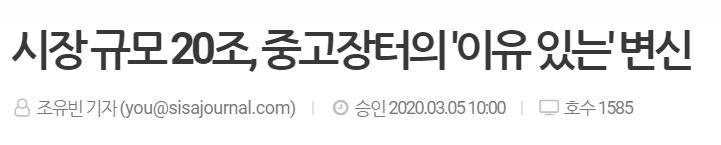 시장 규모 20조, 중고장터의 '이유 있는' 변신
조유빈 기자 (you@sisajournal.com) | 승인 2020.03.05 10:00 | 호수 1585